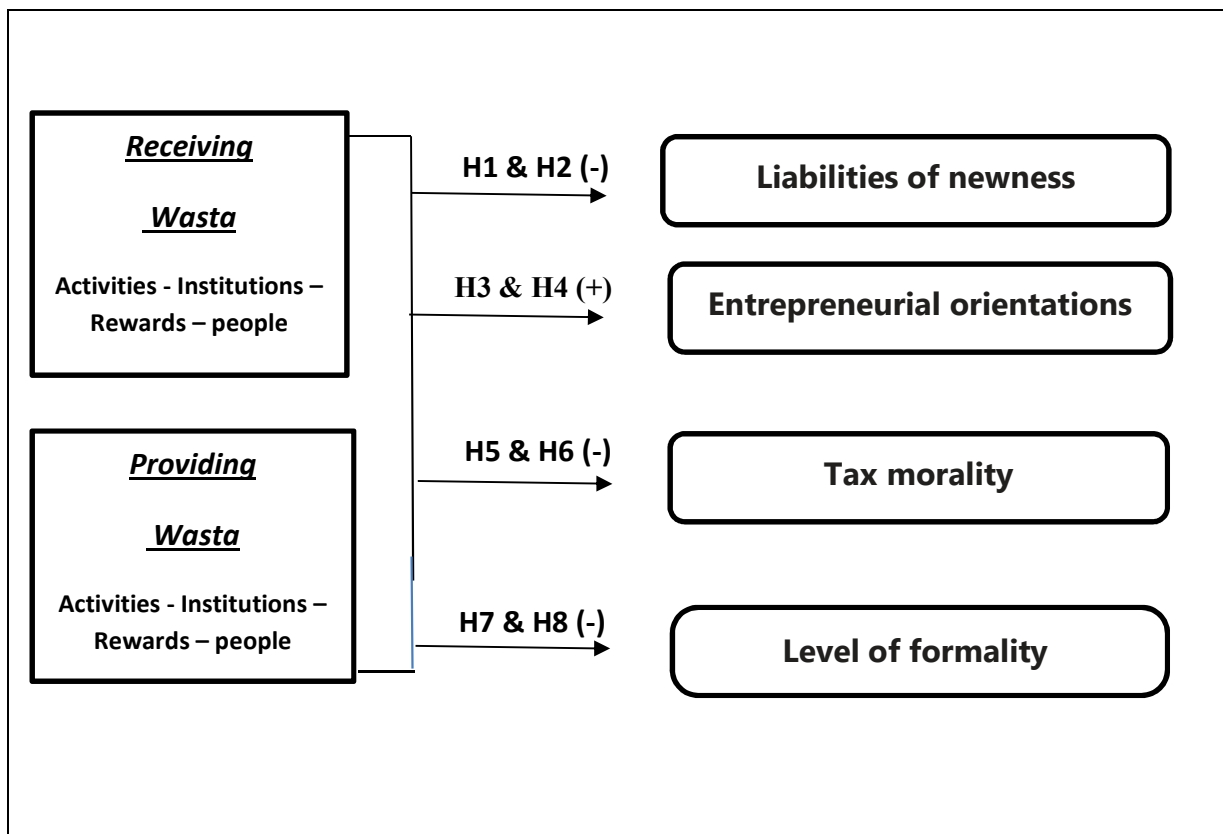 Receiving
Wasta
Activities - Institutions –
Rewards – people
Providing
Wasta
Activities - Institutions –
Rewards – people
H1 & H2 (-)
H3 & H4 (+)
H5 & H6 (-)
H7 & H8 (-)
Liabilities of newness
Entrepreneurial orientations
Tax morality
Level of formality